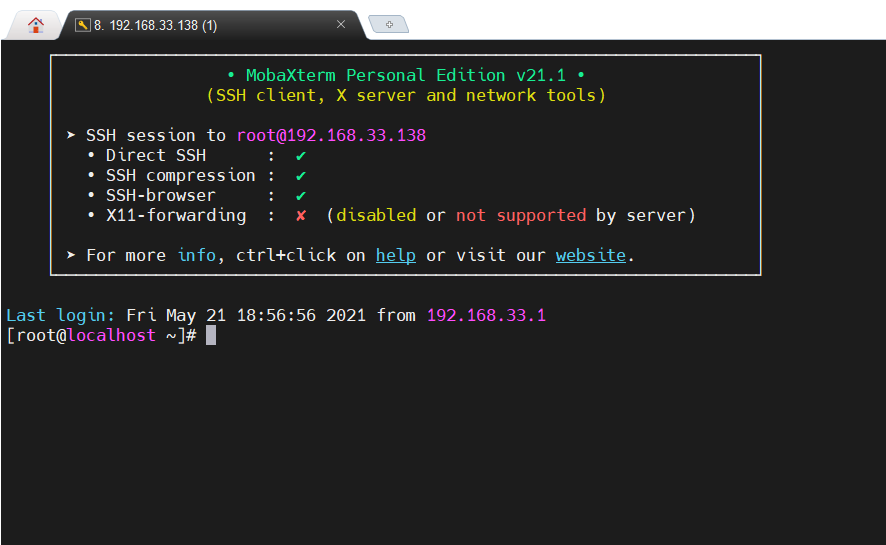 8. 192.168.33.138 (1)
• MobaXterm Personal Edition v21.1 •
(SSH client, X server and network tools)
➤ SSH session to root@192.168.33.138
• Direct SSH : ✔
• SSH compression : ✔
• SSH-browser : ✔
• X11-forwarding : ✘ (disabled or not supported by server)
➤ For more info, ctrl+click on help or visit our website.
Last login: Fri May 21 18:56:56 2021 from 192.168.33.1
[root@localhost ~]#